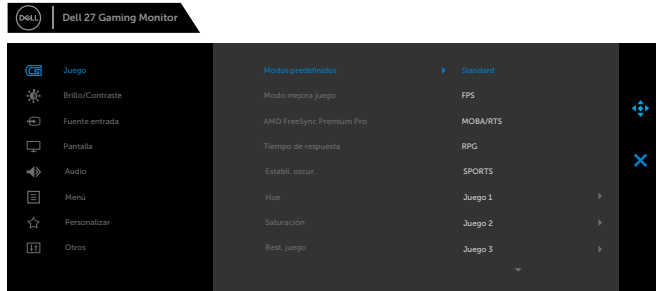 DELL
Dell 27 Gaming Monitor
Juego Modos predefinidos Standard
Brillo/Contraste Modo mejora juego FPS
Fuente entrada AMD FreeSync Premium Pro MOBA/RTS
Pantalla Tiempo de respuesta RPG
Audio Estabil. oscur. SPORTS
Menú Hue Juego 1
Personalizar Saturación Juego 2
Otros Rest. juego Juego 3